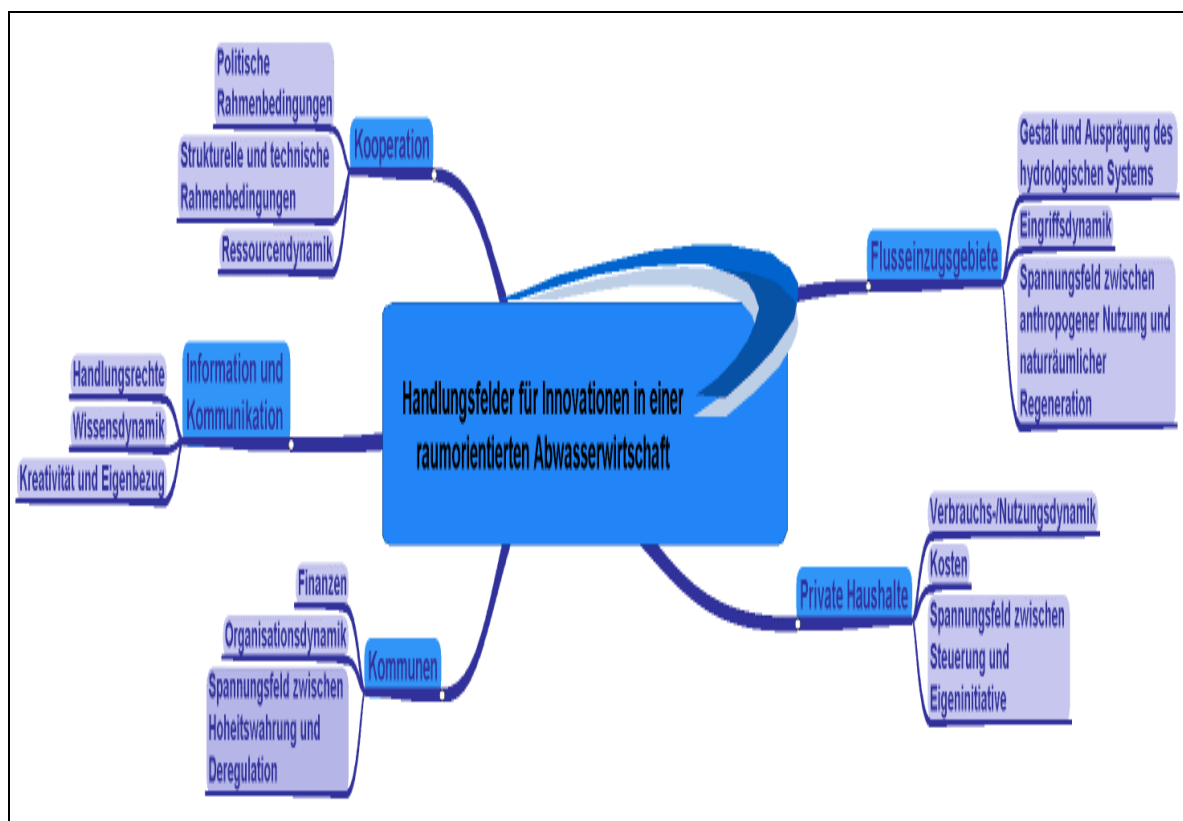 Politische
Rahmenbedingungen
Strukturelle und technische
Rahmenbedingungen
Ressourcendynamik
Kooperation
Handlungsrechte
Wissensdynamik
Kreativität und Eigenbezug
Information und
Kommunikation
Finanzen
Organisationsdynamik
Spannungsfeld zwischen
Hoheitswahrung und
Deregulation
Kommunen
Handlungsfelder für Innovationen in einer
raumorientierten Abwasserwirtschaft
Flusseinzugsgebiete
Gestalt und Ausprägung des
hydrologischen Systems
Eingriffsdynamik
Spannungsfeld zwischen
anthropogener Nutzung und
naturräumlicher
Regeneration
Private Haushalte
Verbrauchs-/Nutzungsdynamik
Kosten
Spannungsfeld zwischen
Steuerung und
Eigeninitiative